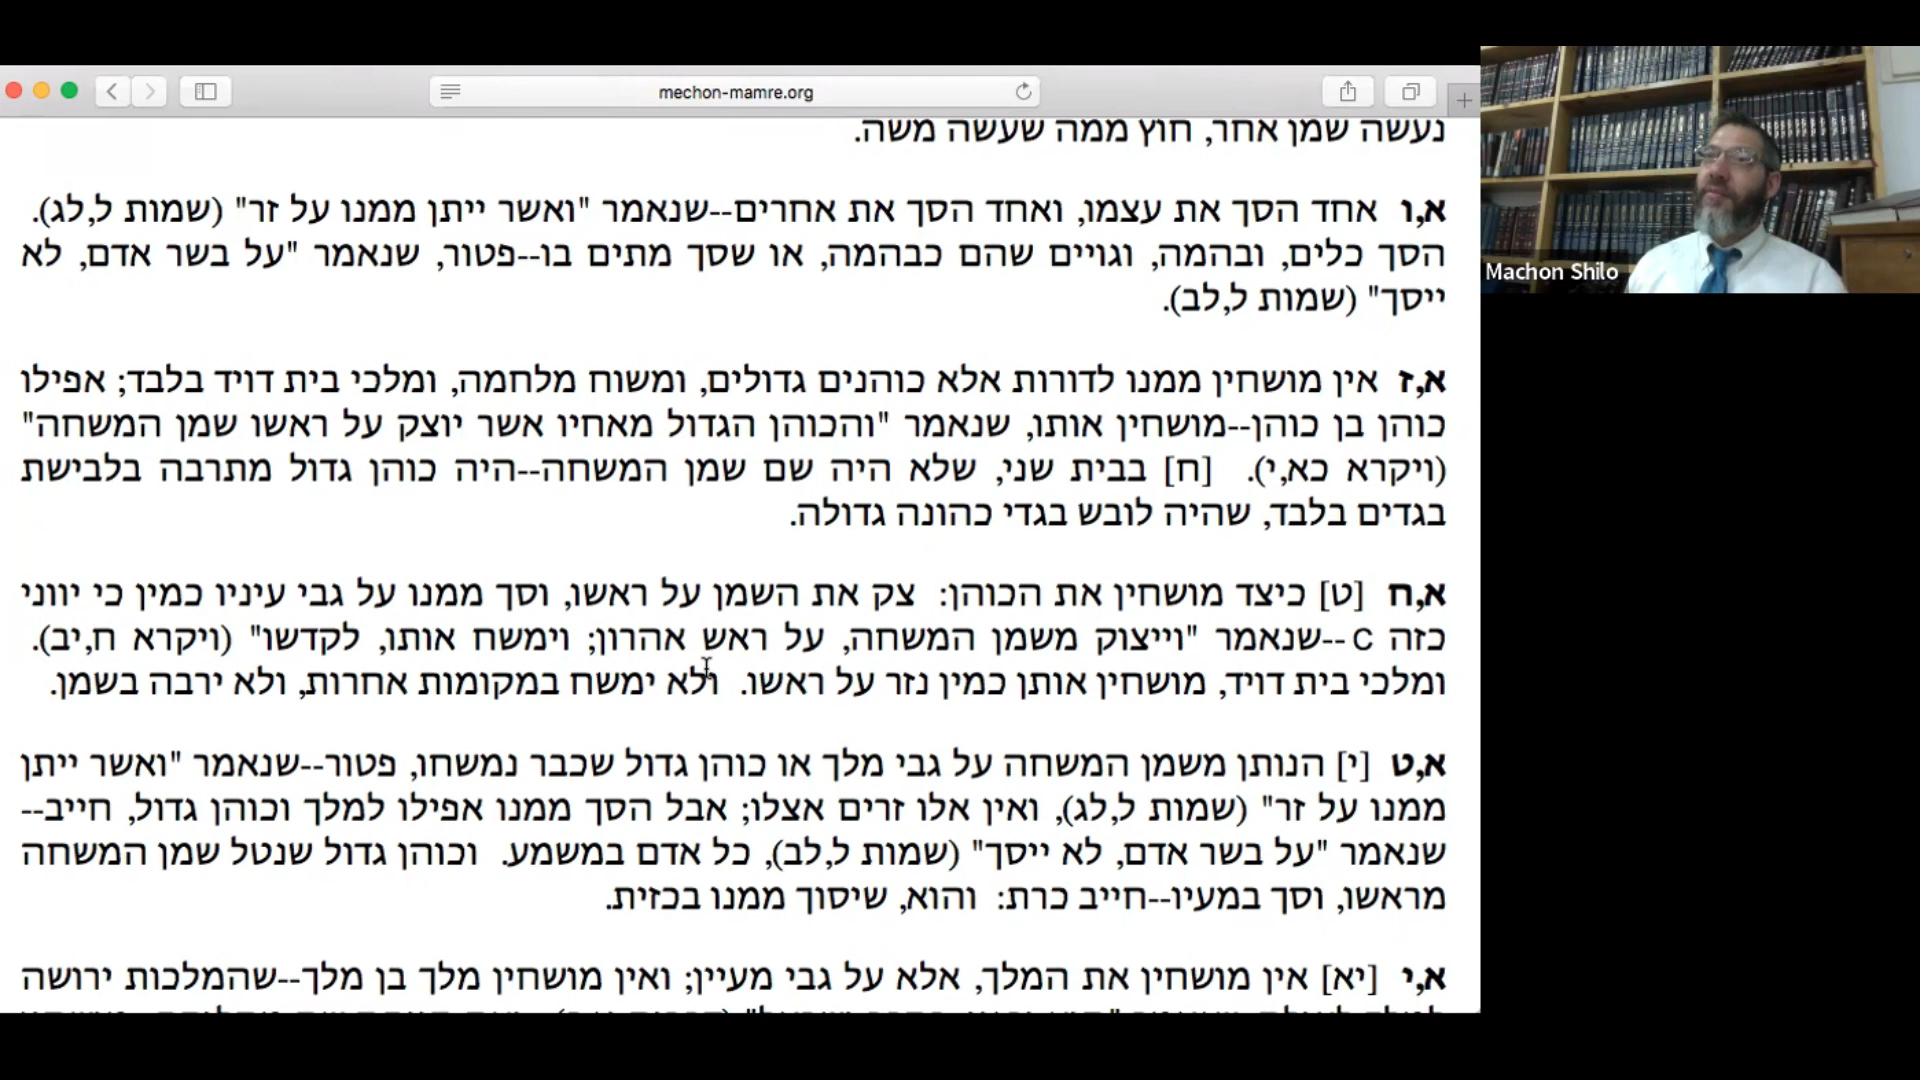 mechon-mamre.org
נעשה שמן אחר, חוץ ממה שעשה משה.
א,ו אחד הסך את עצמו, ואחד הסך את אחרים--שנאמר "ואשר ייתן ממנו על זר" (שמות ל,לג).
הסך כלים, ובהמה, וגויים שהם כבהמה, או שסך מתים בו--פטור, שנאמר "על בשר אדם, לא
ייסך" (שמות ל,לב).
א,ז אין מושחין ממנו לדורות אלא כוהנים גדולים, ומשוח מלחמה, ומלכי בית דויד בלבד; אפילו
כוהן בן כוהן--מושחין אותו, שנאמר "והכוהן הגדול מאחיו אשר יוצק על ראשו שמן המשחה"
(ויקרא כא,י). [ח] בבית שני, שלא היה שם שמן המשחה--היה כוהן גדול מתרבה בלבישת
בגדים בלבד, שהיה לובש בגדי כהונה גדולה.
א,ח [ט] כיצד מושחין את הכוהן: צק את השמן על ראשו, וסך ממנו על גבי עיניו כמין כי יווני
כזה C --שנאמר "וייצוק משמן המשחה, על ראש אהרון; וימשח אותו, לקדשו" (ויקרא ח,יב).
ומלכי בית דויד, מושחין אותן כמין נזר על ראשו. ולא ימשח במקומות אחרות, ולא ירבה בשמן.
א,ט [י] הנותן משמן המשחה על גבי מלך או כוהן גדול שכבר נמשחו, פטור--שנאמר "ואשר ייתן
ממנו על זר" (שמות ל,לג), ואין אלו זרים אצלו; אבל הסך ממנו אפילו למלך וכוהן גדול, חייב--
שנאמר "על בשר אדם, לא ייסך" (שמות ל,לב), כל אדם במשמע. וכוהן גדול שנטל שמן המשחה
מראשו, וסך במעיו--חייב כרת: והוא, שיסוך ממנו בכזית.
א,י [יא] אין מושחין את המלך, אלא על גבי מעיין; ואין מושחין מלך בן מלך--שהמלכות ירושה
Machon Shilo